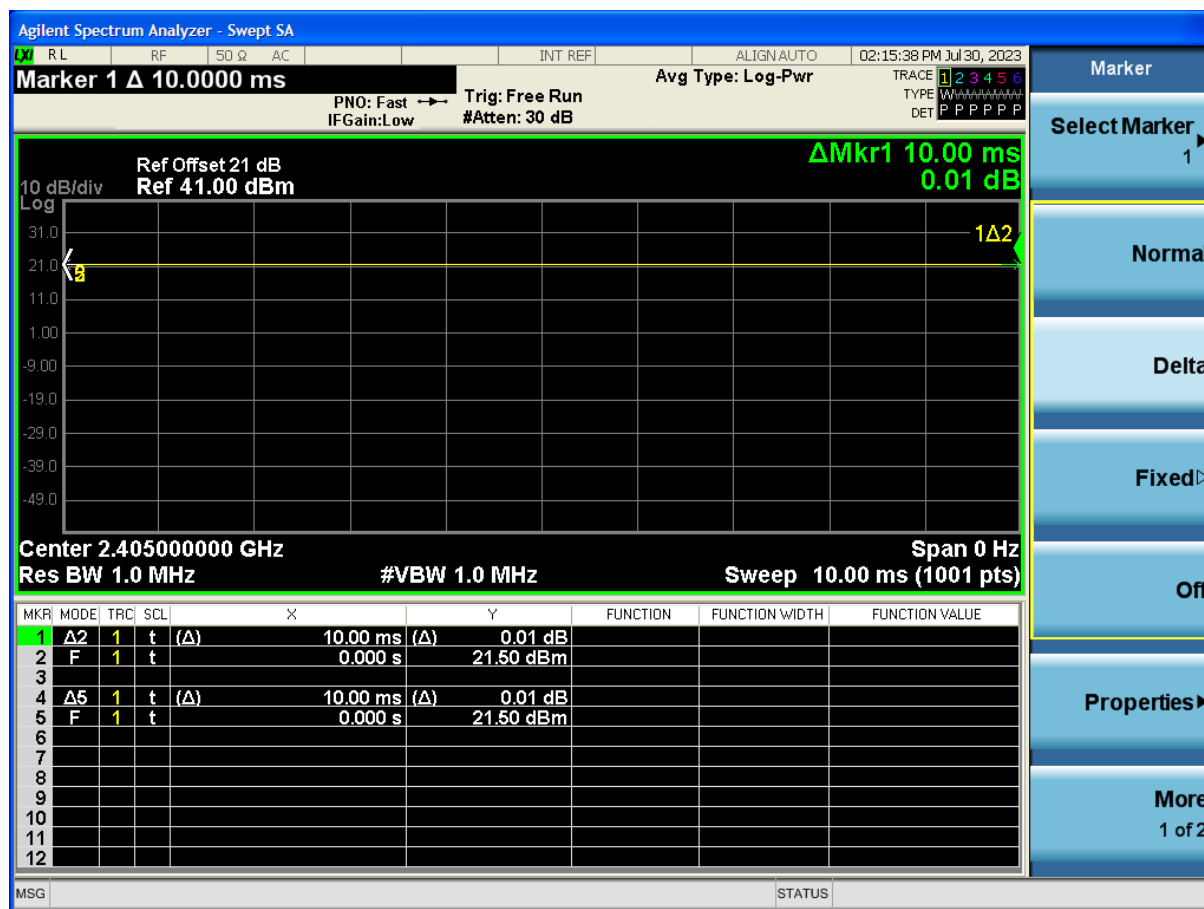 Agilent Spectrum Analyzer - Swept SA
LXI RL RF 50 Ω AC INT REF ALIGN AUTO 02:15:38 PM Jul 30, 2023
Marker 1 Δ 10.0000 ms
PNO: Fast
IFGain:Low
Trig: Free Run
#Atten: 30 dB
Avg Type: Log-Pwr
TRACE 1 2 3 4 5 6
TYPE W
DET P P P P P P
ΔMkr1 10.00 ms
0.01 dB
Ref Offset 21 dB
10 dB/div Ref 41.00 dBm
Log
31.0
21.0
11.0
1.00
-9.00
-19.0
-29.0
-39.0
-49.0
1Δ2
Center 2.405000000 GHz Span 0 Hz
Res BW 1.0 MHz #VBW 1.0 MHz Sweep 10.00 ms (1001 pts)
MKR MODE TRC SCL X Y FUNCTION FUNCTION WIDTH FUNCTION VALUE
1 Δ2 1 t (Δ) 10.00 ms (Δ) 0.01 dB
2 F 1 t 0.000 s 21.50 dBm
3
4 Δ5 1 t (Δ) 10.00 ms (Δ) 0.01 dB
5 F 1 t 0.000 s 21.50 dBm
6
7
8
9
10
11
12
MSG STATUS
Marker
Select Marker
1
Norma
Delta
Fixed
Off
Properties
More
1 of 2